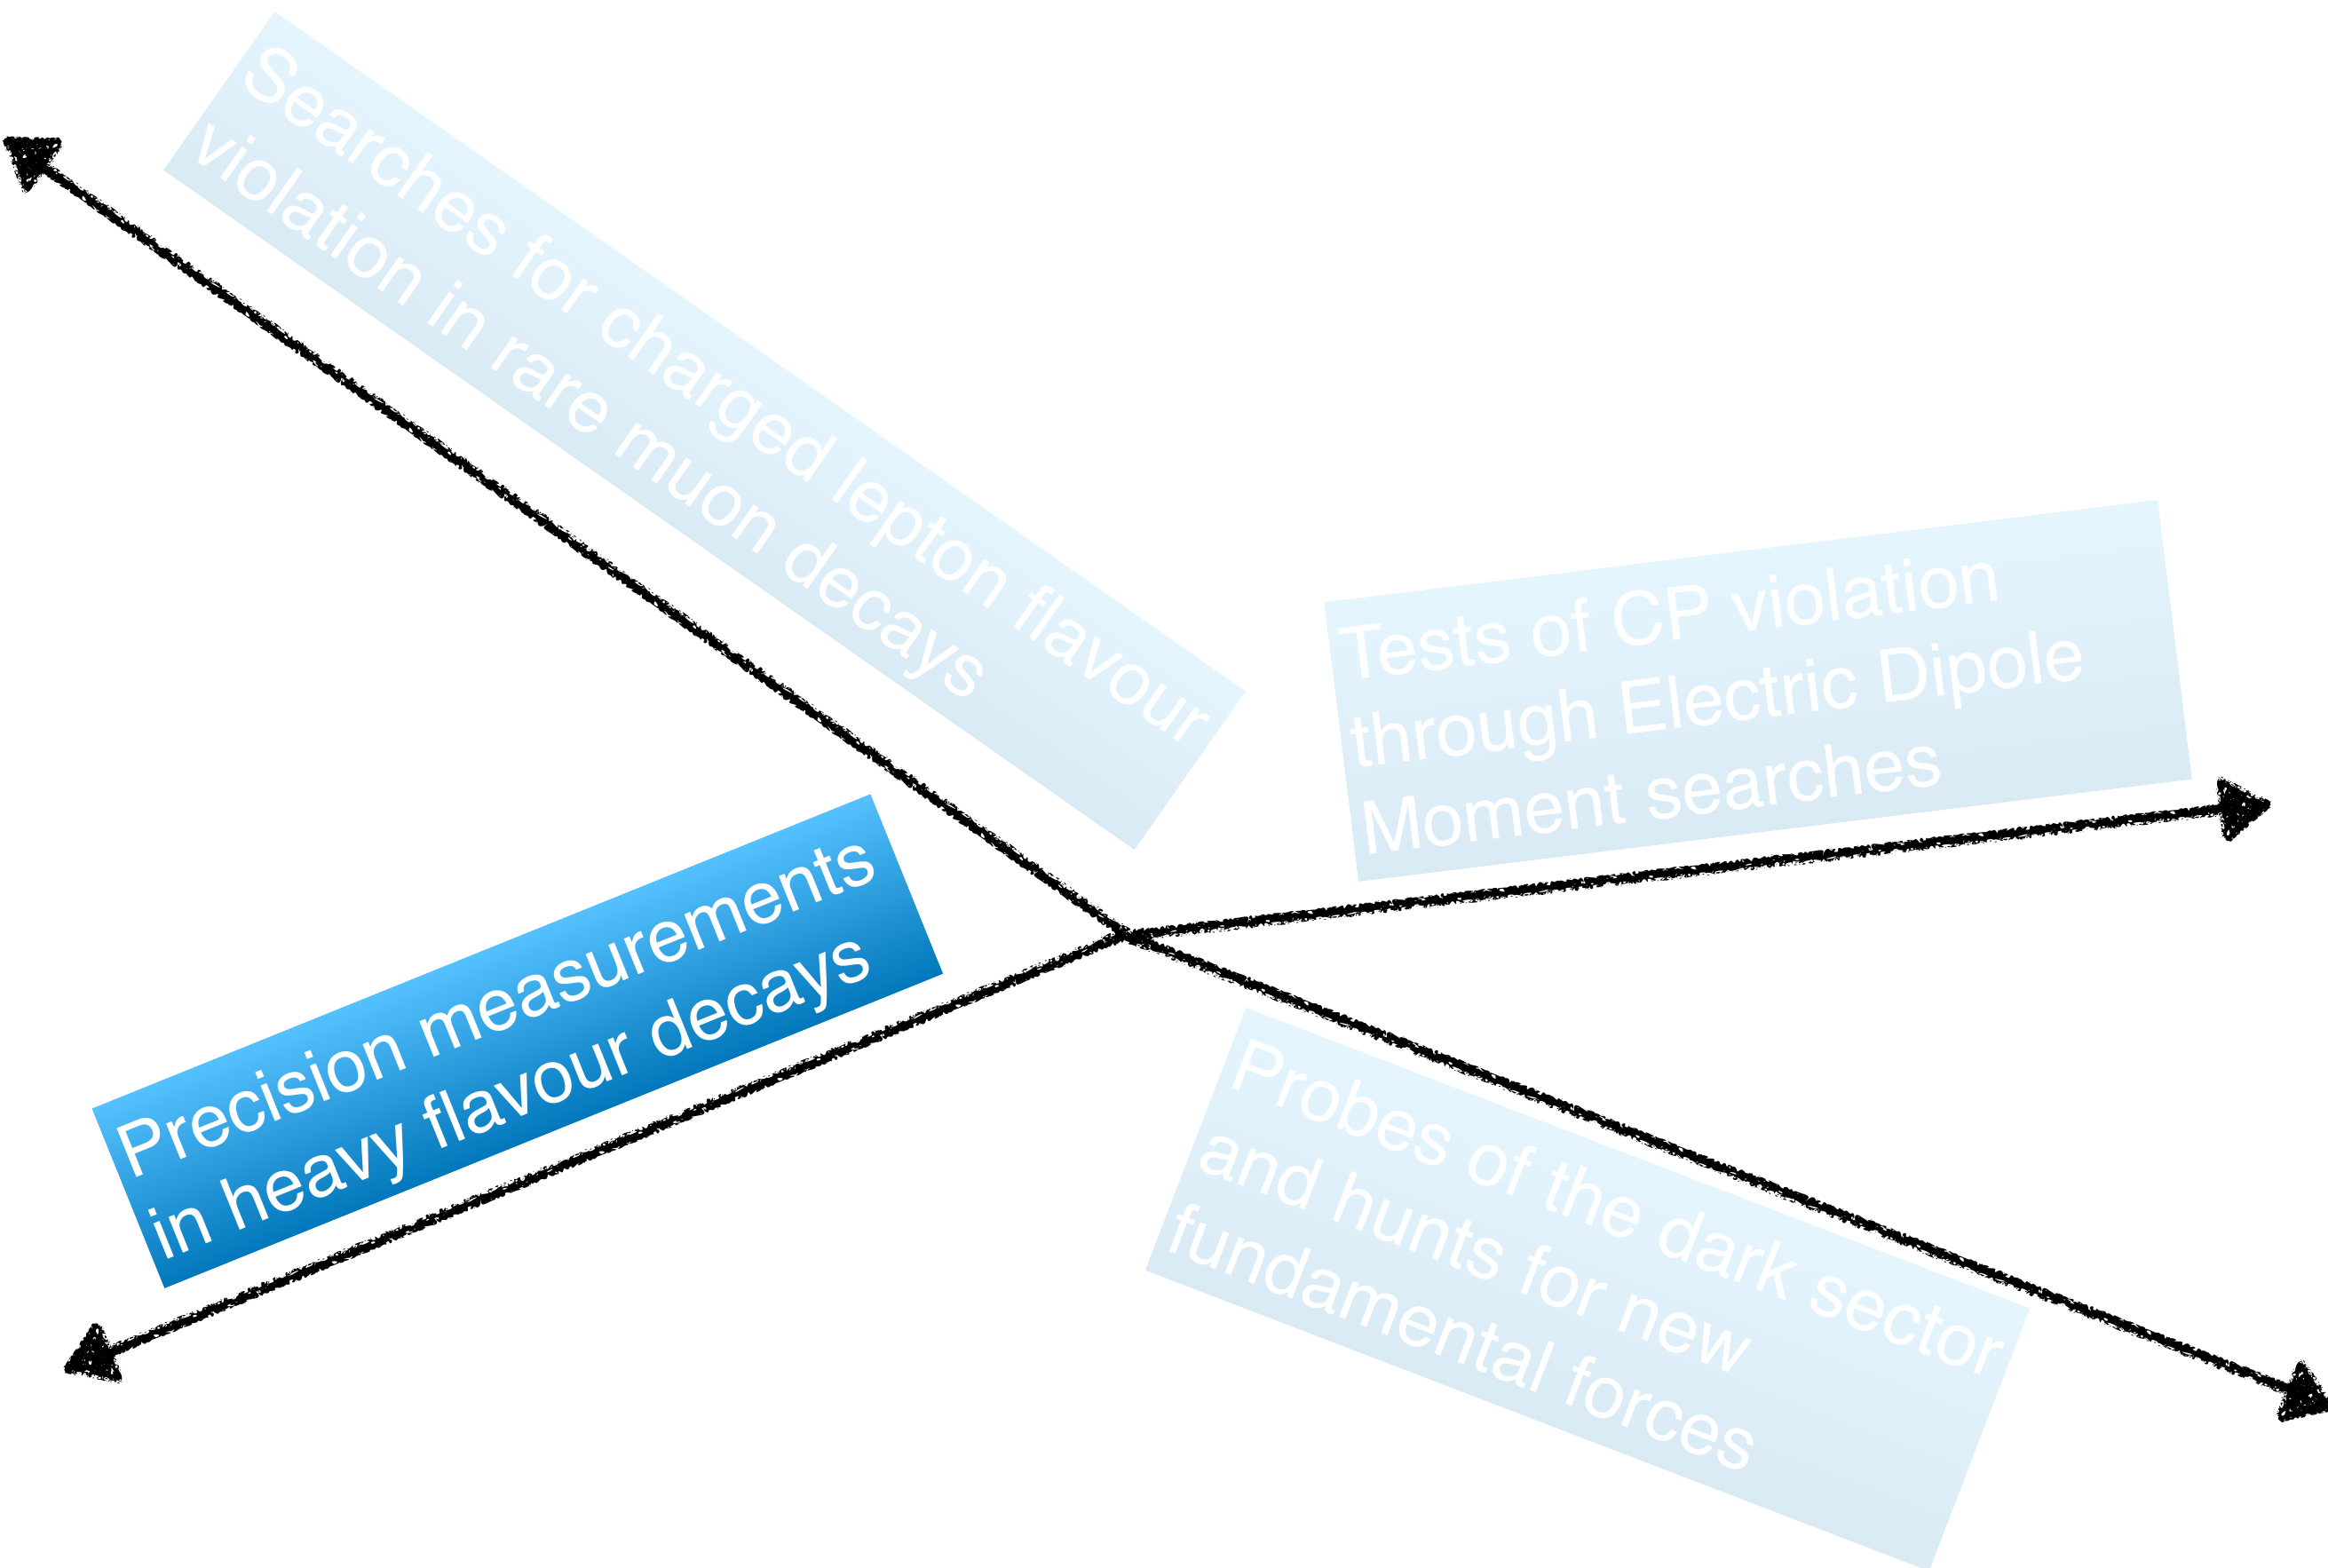 Searches for charged lepton flavour
violation in rare muon decays
Tests of CP violation
through Electric Dipole
Moment searches
Precision measurements
in heavy flavour decays
Probes of the dark sector
and hunts for new
fundamental forces